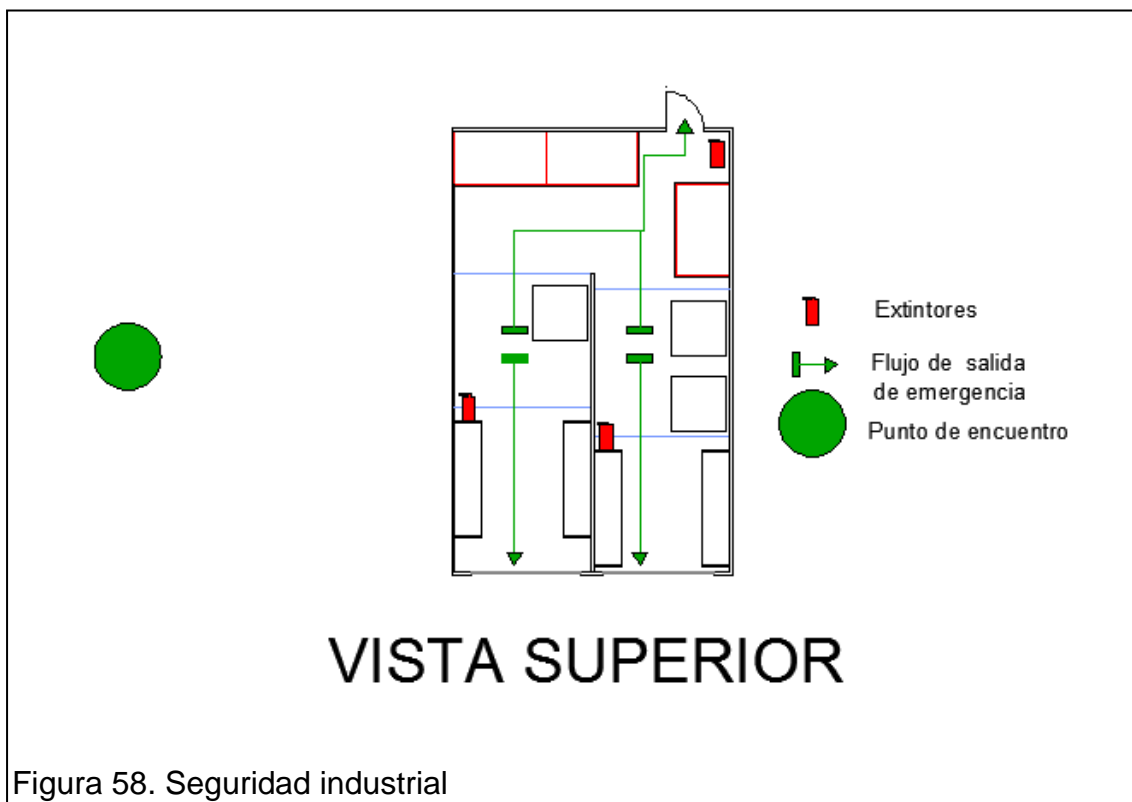 Extintores
Flujo de salida
de emergencia
Punto de encuentro
VISTA SUPERIOR
Figura 58. Seguridad industrial